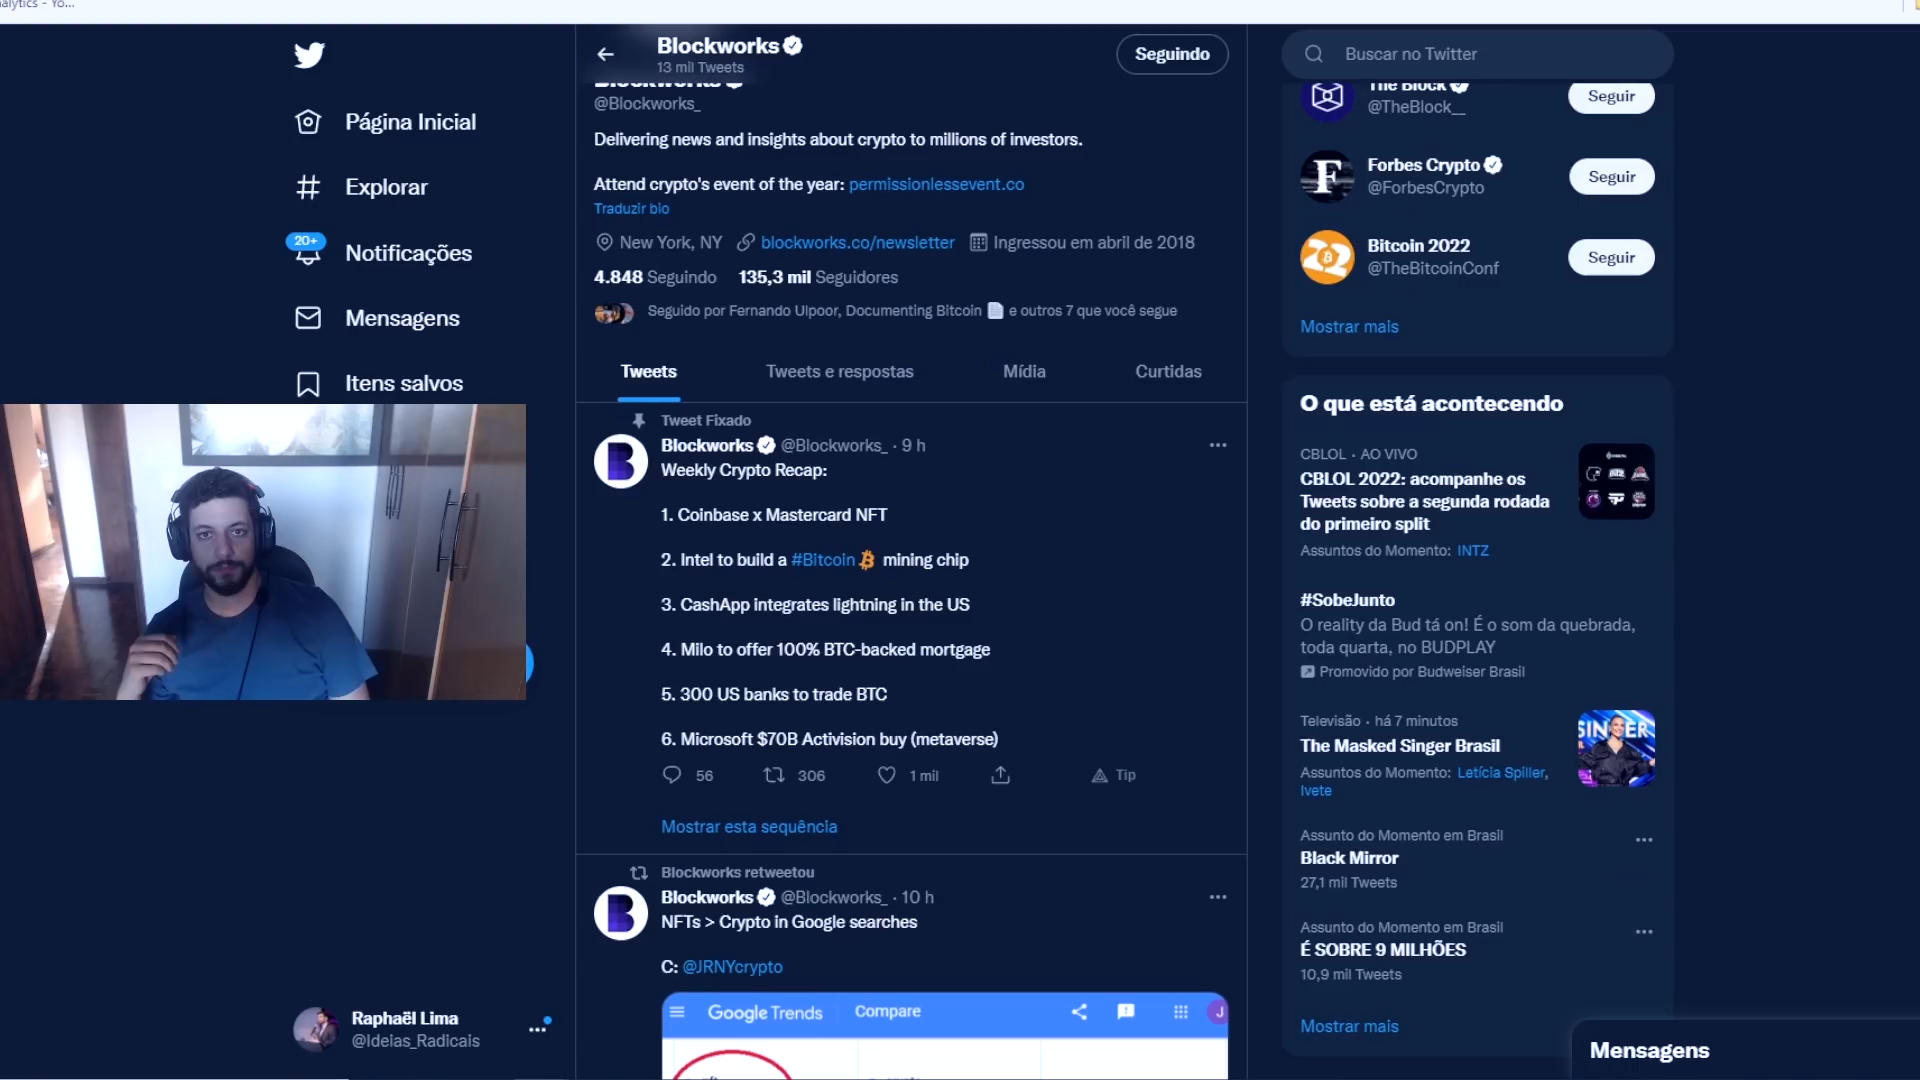 alytics - Yo...
Página Inicial
Explorar
20+
Notificações
Mensagens
Itens salvos
Raphaël Lima
@Ideias_Radicais
Blockworks
13 mil Tweets
Seguindo
Blockworks
@Blockworks_
Delivering news and insights about crypto to millions of investors.
Attend crypto's event of the year: permissionlessevent.co
Traduzir bio
New York, NY blockworks.co/newsletter Ingressou em abril de 2018
4.848 Seguindo 135,3 mil Seguidores
Seguido por Fernando Ulpoor, Documenting Bitcoin e outros 7 que você segue
Tweets Tweets e respostas Mídia Curtidas
Tweet Fixado
Blockworks @Blockworks_ · 9 h
Weekly Crypto Recap:
1. Coinbase x Mastercard NFT
2. Intel to build a #Bitcoin mining chip
3. CashApp integrates lightning in the US
4. Milo to offer 100% BTC-backed mortgage
5. 300 US banks to trade BTC
6. Microsoft $70B Activision buy (metaverse)
56 306 1 mil Tip
Mostrar esta sequência
Blockworks retweetou
Blockworks @Blockworks_ · 10 h
NFTs > Crypto in Google searches
C: @JRNYcrypto
Google Trends Compare J
Buscar no Twitter
The Block
@TheBlock__
Seguir
Forbes Crypto
@ForbesCrypto
Seguir
Bitcoin 2022
@TheBitcoinConf
Seguir
Mostrar mais
O que está acontecendo
CBLOL · AO VIVO
CBLOL 2022: acompanhe os
Tweets sobre a segunda rodada
do primeiro split
Assuntos do Momento: INTZ
#SobeJunto
O reality da Bud tá on! É o som da quebrada,
toda quarta, no BUDPLAY
Promovido por Budweiser Brasil
Televisão · há 7 minutos
The Masked Singer Brasil
Assuntos do Momento: Letícia Spiller,
Ivete
SINGER
Assunto do Momento em Brasil
Black Mirror
27,1 mil Tweets
Assunto do Momento em Brasil
É SOBRE 9 MILHÕES
10,9 mil Tweets
Mostrar mais
Mensagens